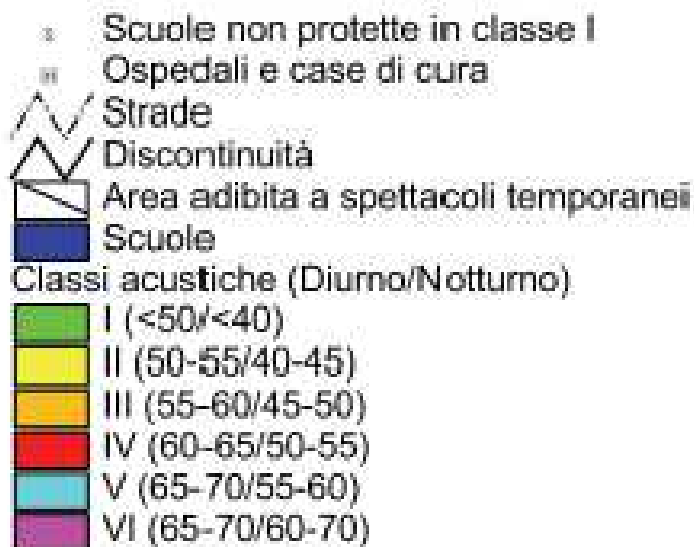 S Scuole non protette in classe I
H Ospedali e case di cura
Strade
Discontinuità
Area adibita a spettacoli temporaneii
Scuole
Classi acustiche (Diurno/Notturno)
I (<50/<40)
II (50-55/40-45)
III (55-60/45-50)
IV (60-65/50-55)
V (65-70/55-60)
VI (65-70/60-70)